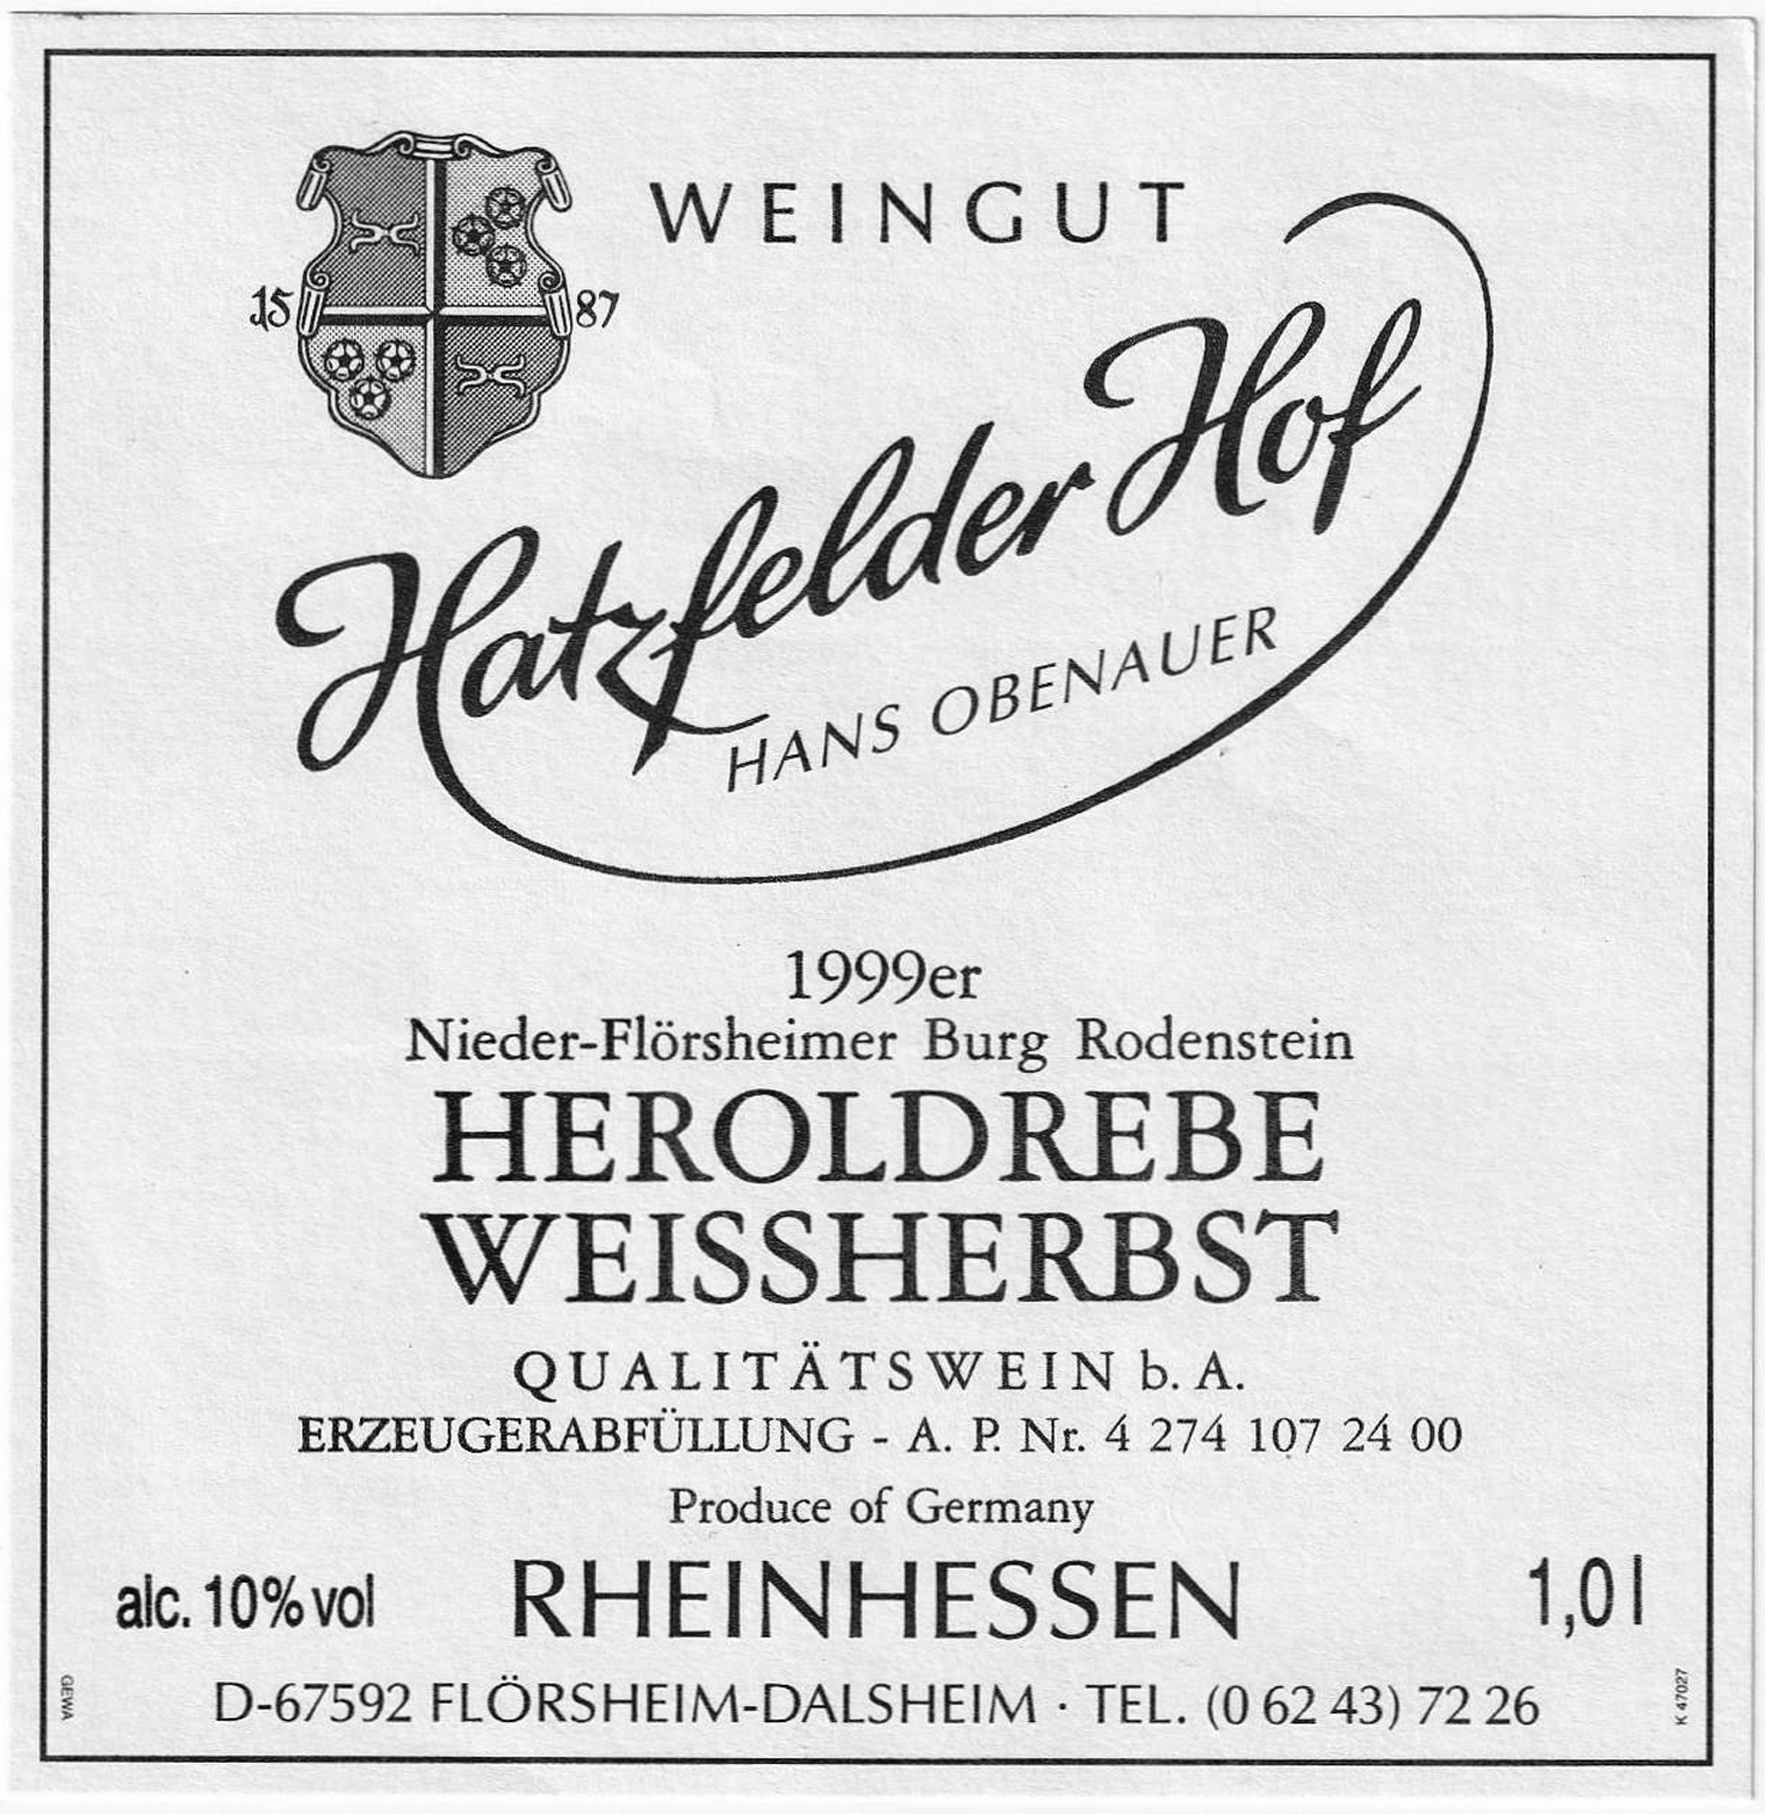 WEINGUT
15 87
Hatzfelder Hof
HANS OBENAUER
1999er
Nieder-Flörsheimer Burg Rodenstein
HEROLDREBE
WEISSHERBST
QUALITÄTSWEIN b. A.
ERZEUGERABFÜLLUNG - A. P. Nr. 4 274 107 24 00
Produce of Germany
alc. 10% vol RHEINHESSEN 1,0 l
GEWA
D-67592 FLÖRSHEIM-DALSHEIM · TEL. (0 62 43) 72 26
K 47027